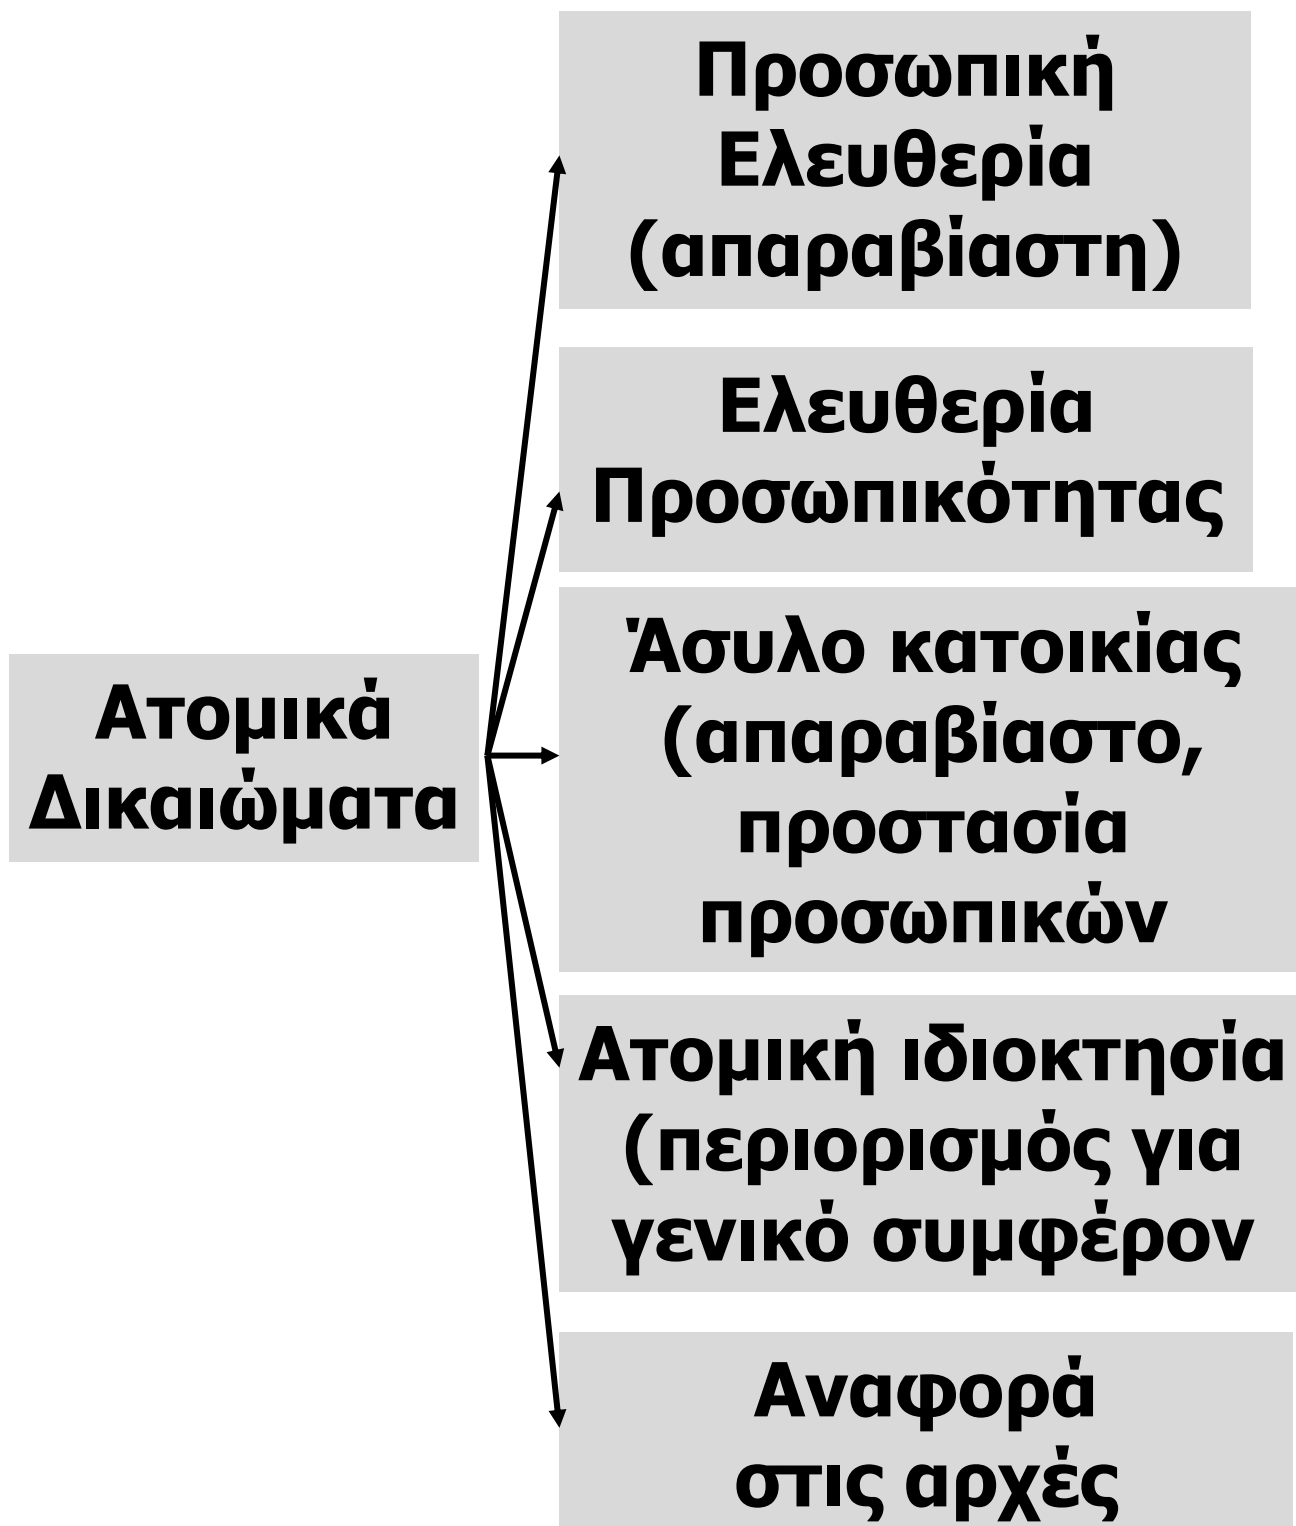 Προσωπική
Ελευθερία
(απαραβίαστη)
Ελευθερία
Προσωπικότητας
Άσυλο κατοικίας
(απαραβίαστο,
προστασία
προσωπικών
Ατομικά
Δικαιώματα
Ατομική ιδιοκτησία
(περιορισμός για
γενικό συμφέρον
Αναφορά
στις αρχές